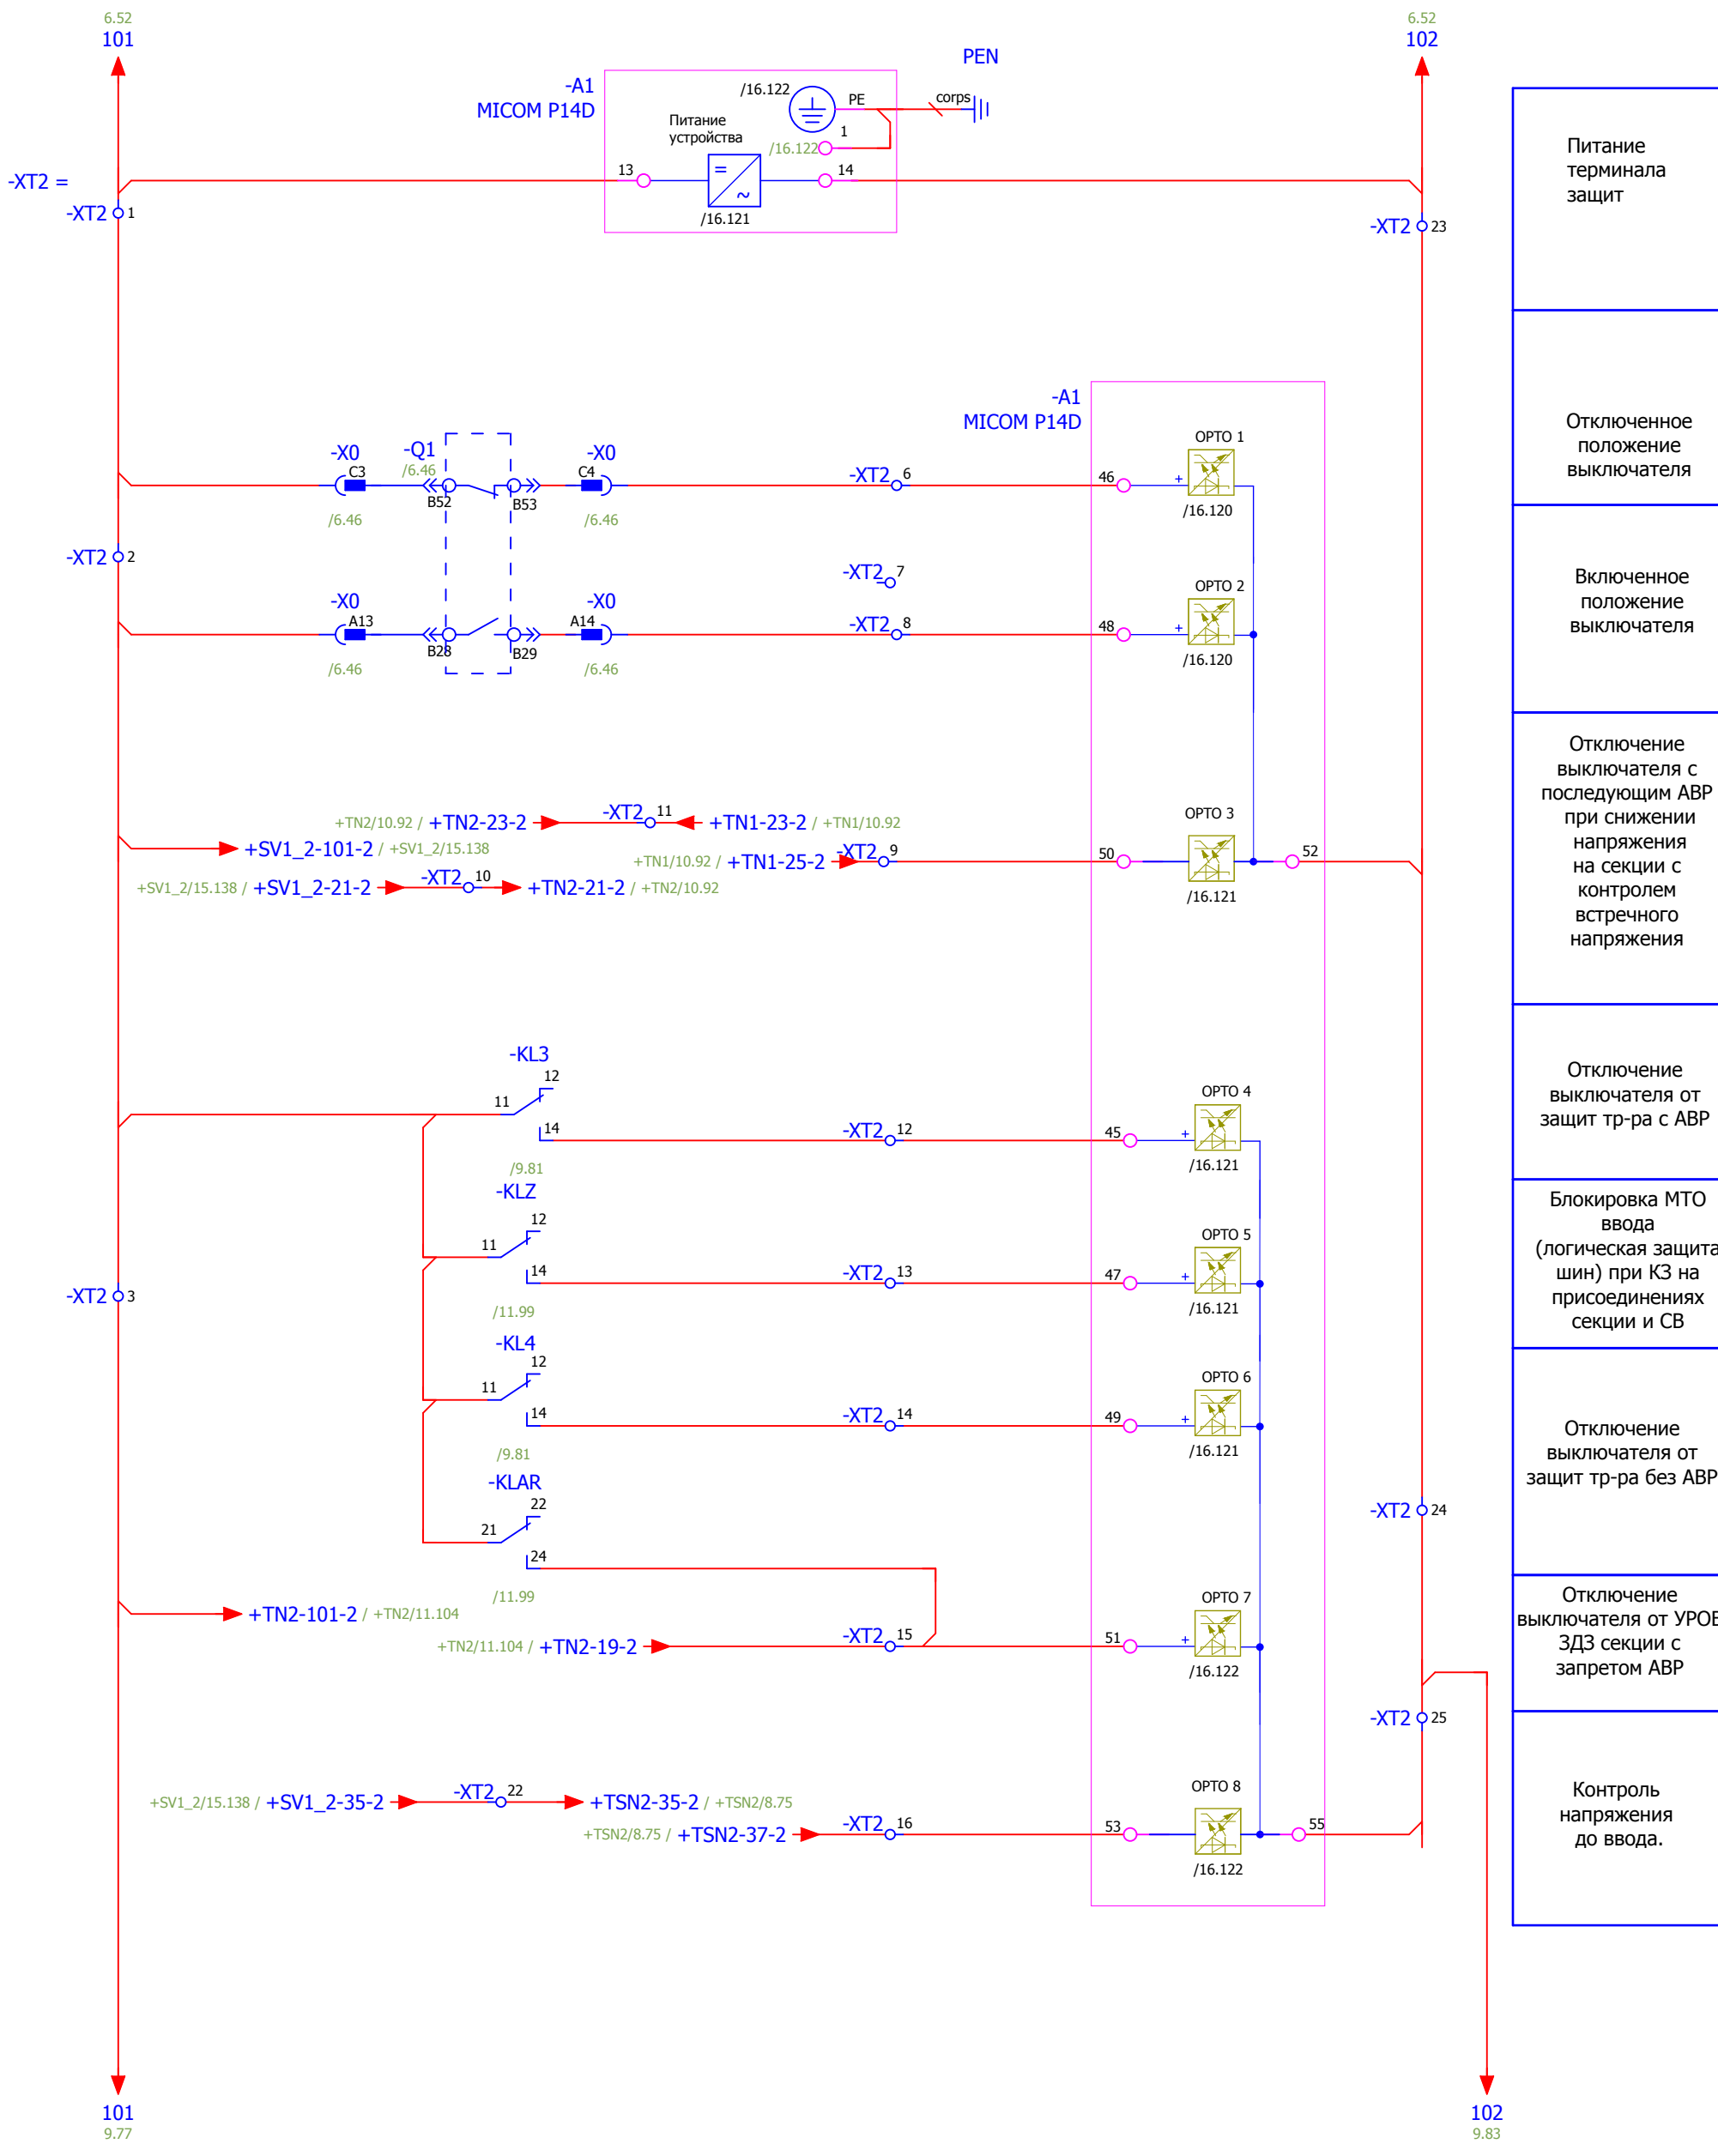 6.52
101
6.52
102
PEN
-A1
MICOM P14D
/16.122
PE
corps
Питание
устройства
1
/16.122
13
14
-XT2 =
/16.121
-XT2 1
-XT2 23
Питание
терминала
защит
-A1
MICOM P14D
-X0
C3
/6.46
-Q1
/6.46
B52
B53
-X0
C4
/6.46
-XT2 6
46
OPTO 1
+
/16.120
Отключенное
положение
выключателя
-XT2 2
-XT2 7
-X0
A13
/6.46
B28
B29
-X0
A14
/6.46
-XT2 8
48
OPTO 2
+
/16.120
Включенное
положение
выключателя
+TN2/10.92 / +TN2-23-2
-XT2 11
+TN1-23-2 / +TN1/10.92
+SV1_2-101-2 / +SV1_2/15.138
+TN1/10.92 / +TN1-25-2
-XT2 9
50
OPTO 3
52
/16.121
+SV1_2/15.138 / +SV1_2-21-2
-XT2 10
+TN2-21-2 / +TN2/10.92
Отключение
выключателя с
последующим АВР
при снижении
напряжения
на секции с
контролем
встречного
напряжения
-KL3
12
11
14
/9.81
-XT2 12
45
OPTO 4
+
/16.121
Отключение
выключателя от
защит тр-ра с АВР
-KLZ
12
11
14
/11.99
-XT2 13
47
OPTO 5
+
/16.121
-XT2 3
Блокировка МТО
ввода
(логическая защита
шин) при КЗ на
присоединениях
секции и СВ
-KL4
12
11
14
/9.81
-XT2 14
49
OPTO 6
+
/16.121
Отключение
выключателя от
защит тр-ра без АВР
-KLAR
22
21
24
/11.99
-XT2 24
+TN2-101-2 / +TN2/11.104
+TN2/11.104 / +TN2-19-2
-XT2 15
51
OPTO 7
+
/16.122
Отключение
выключателя от
ЗДЗ секции с
запретом АВР
-XT2 25
+SV1_2/15.138 / +SV1_2-35-2
-XT2 22
+TSN2-35-2 / +TSN2/8.75
+TSN2/8.75 / +TSN2-37-2
-XT2 16
53
OPTO 8
55
/16.122
Контроль
напряжения
до ввода.
101
9.77
102
9.83